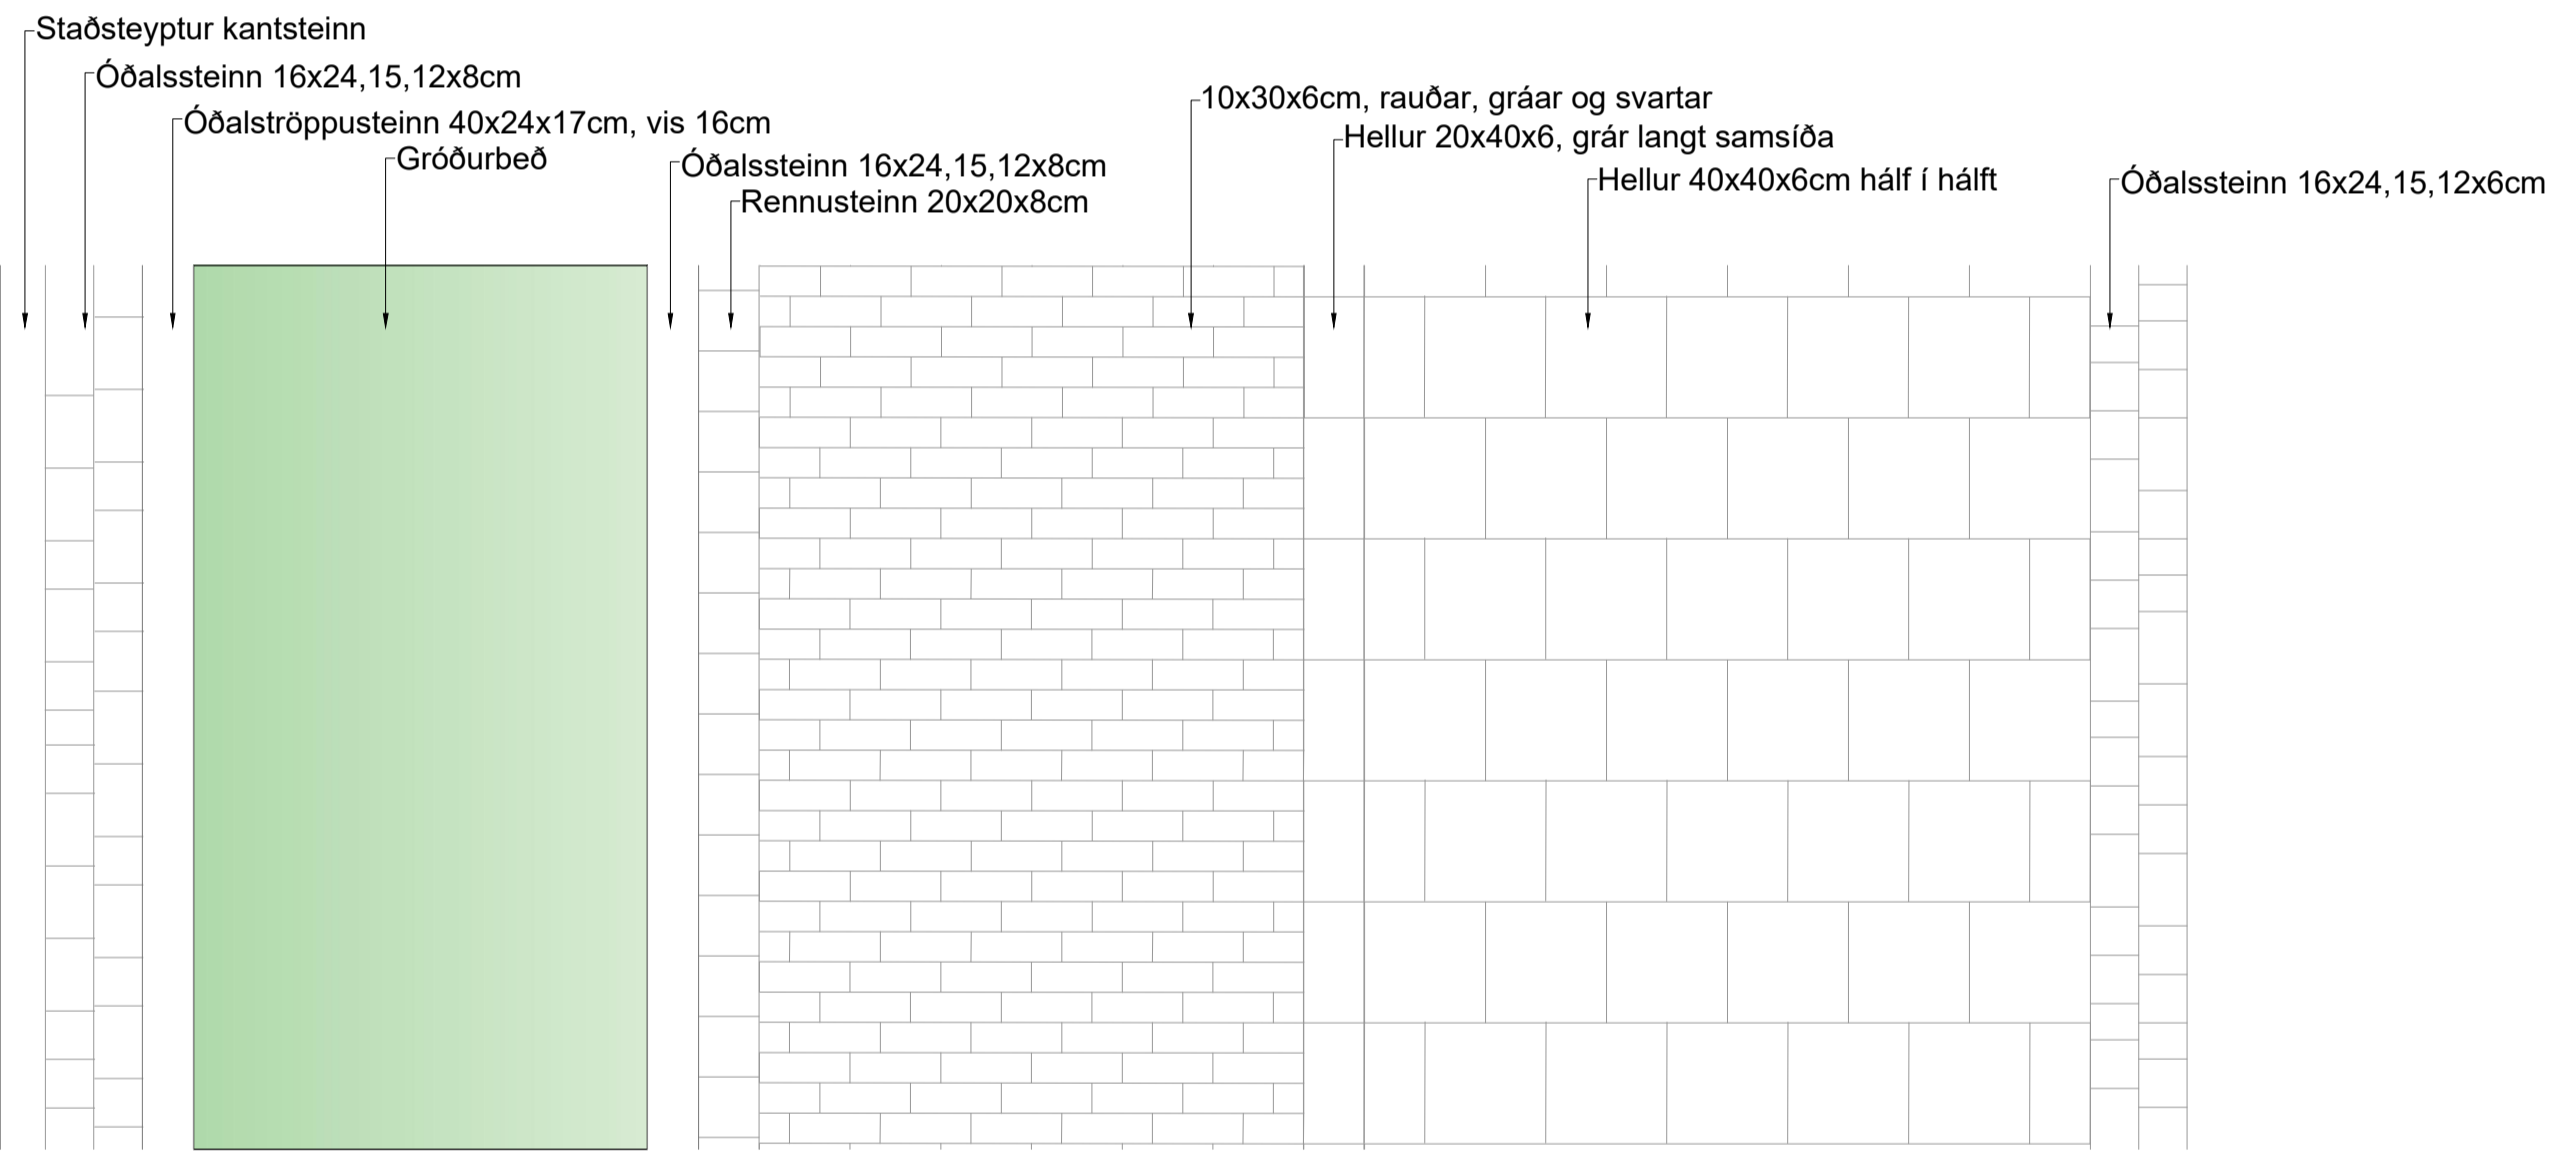 Staðsteyptur kantsteinn
Óðalssteinn 16x24,15,12x8cm
Óðalströppusteinn 40x24x17cm, vis 16cm
Gróðurbeð
Óðalssteinn 16x24,15,12x8cm
Rennusteinn 20x20x8cm
10x30x6cm, rauðar, gráar og svartar
Hellur 20x40x6, grár langt samsíða
Hellur 40x40x6cm hálf í hálft
Óðalssteinn 16x24,15,12x6cm